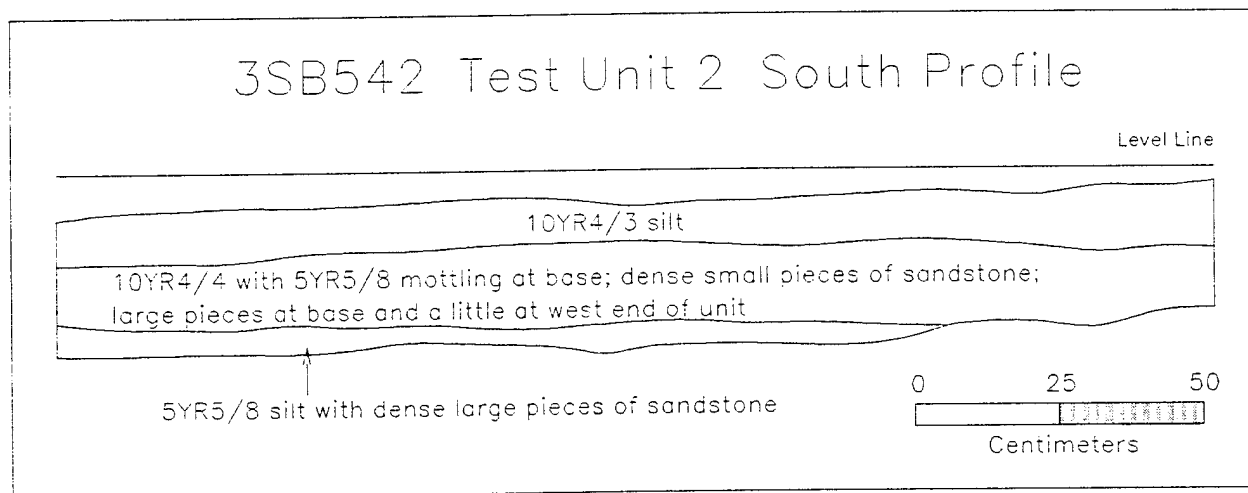 3SB542 Test Unit 2 South Profile
Level Line
10YR4/3 silt
10YR4/4 with 5YR5/8 mottling at base; dense small pieces of sandstone;
large pieces at base and a little at west end of unit
5YR5/8 silt with dense large pieces of sandstone
0 25 50
Centimeters